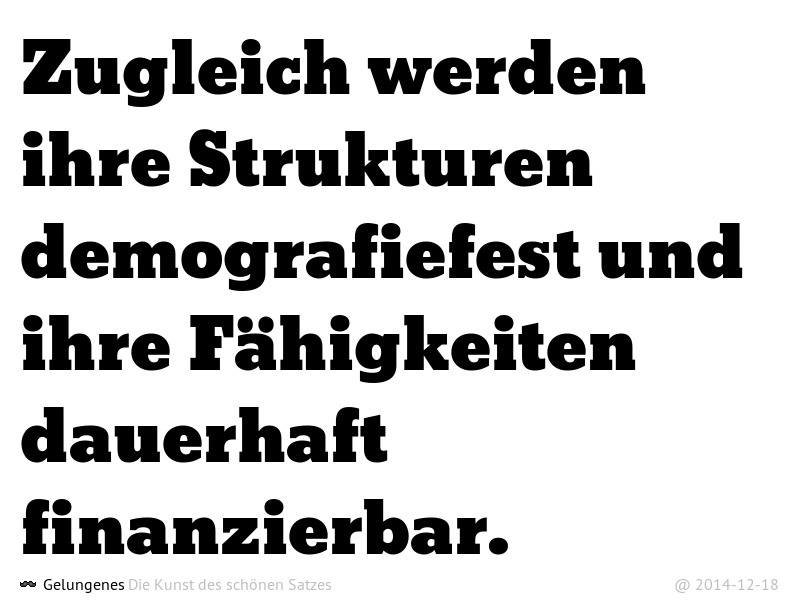 Zugleich werden
ihre Strukturen
demografiefest und
ihre Fähigkeiten
dauerhaft
finanzierbar.
Gelungenes Die Kunst des schönen Satzes @ 2014-12-18